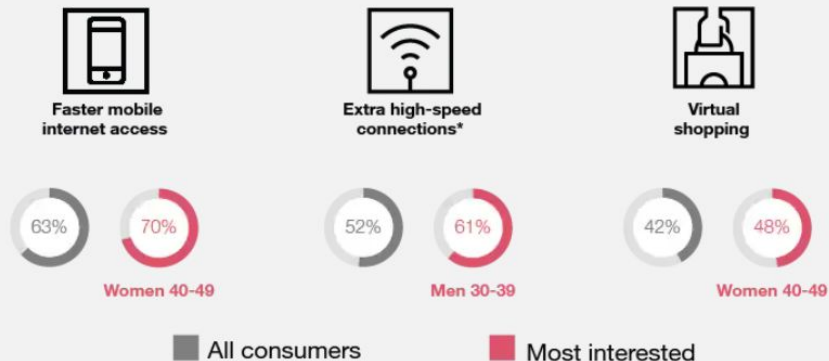 Faster mobile
internet access
Extra high-speed
connections*
Virtual
shopping
63%
70%
52%
61%
42%
48%
Women 40-49
Men 30-39
Women 40-49
All consumers
Most interested